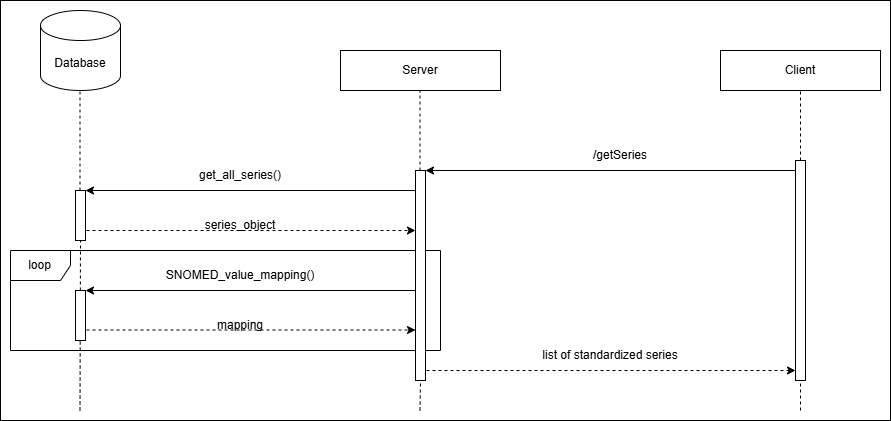 Database
Server
Client
/getSeries
get_all_series()
series_object
loop
SNOMED_value_mapping()
mapping
list of standardized series